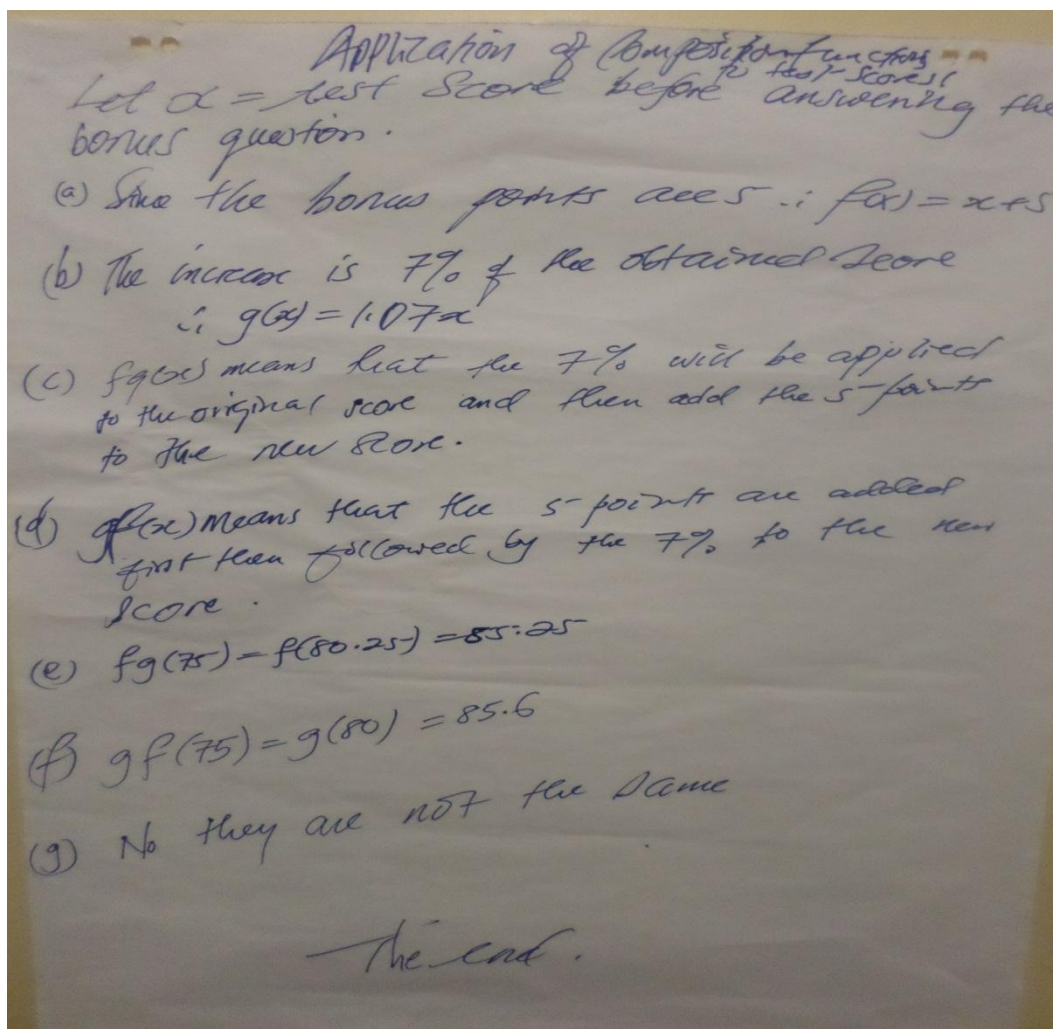 Application of Composition functions
to test scores
Let x = test Score before answering the
bonus question.
(a) Since the bonus points are 5 ∴ f(x) = x+5
(b) The increase is 7% of the obtained score
∴ g(x) = 1.07x
(c) fg(x) means that the 7% will be applied
to the original score and then add the 5-points
to the new score.
(d) gf(x) means that the 5-points are added
first then followed by the 7% to the new
score.
(e) fg(75) = f(80.25) = 85.25
(f) gf(75) = g(80) = 85.6
(g) No they are not the same
The end.